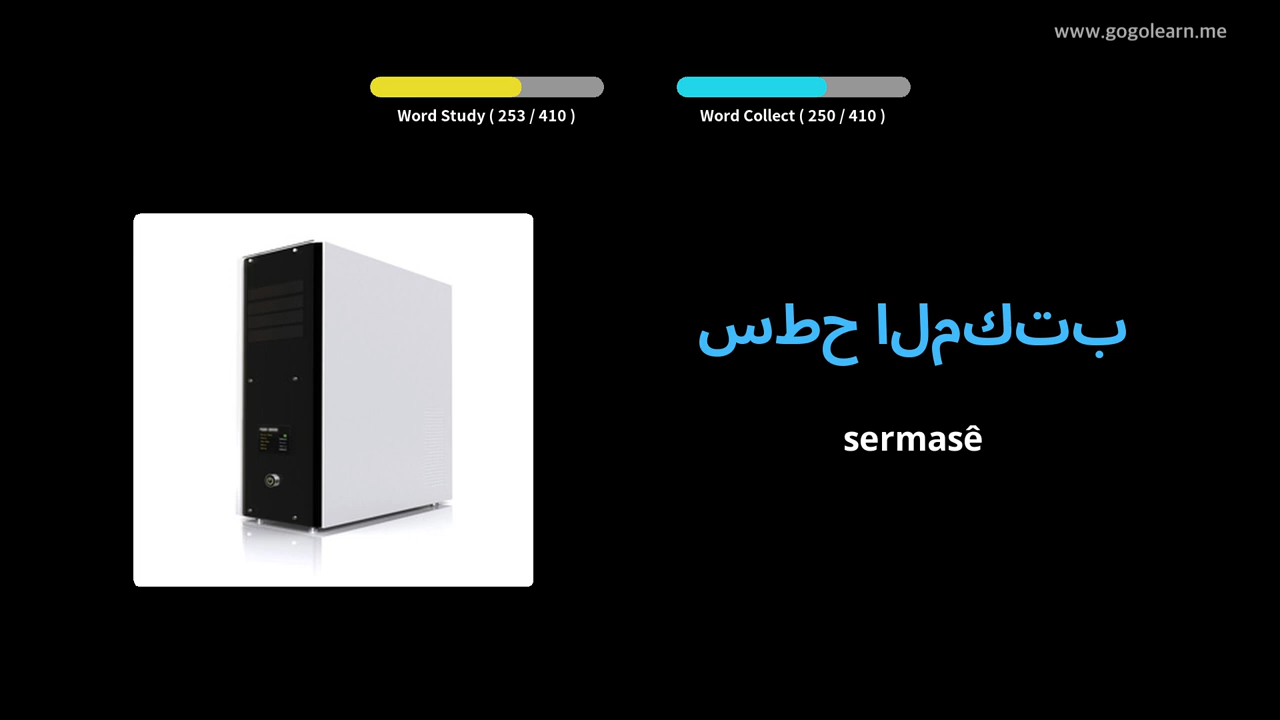 www.gogolearn.me
Word Study ( 253 / 410 )
Word Collect ( 250 / 410 )
سطح المكتب
sermasê